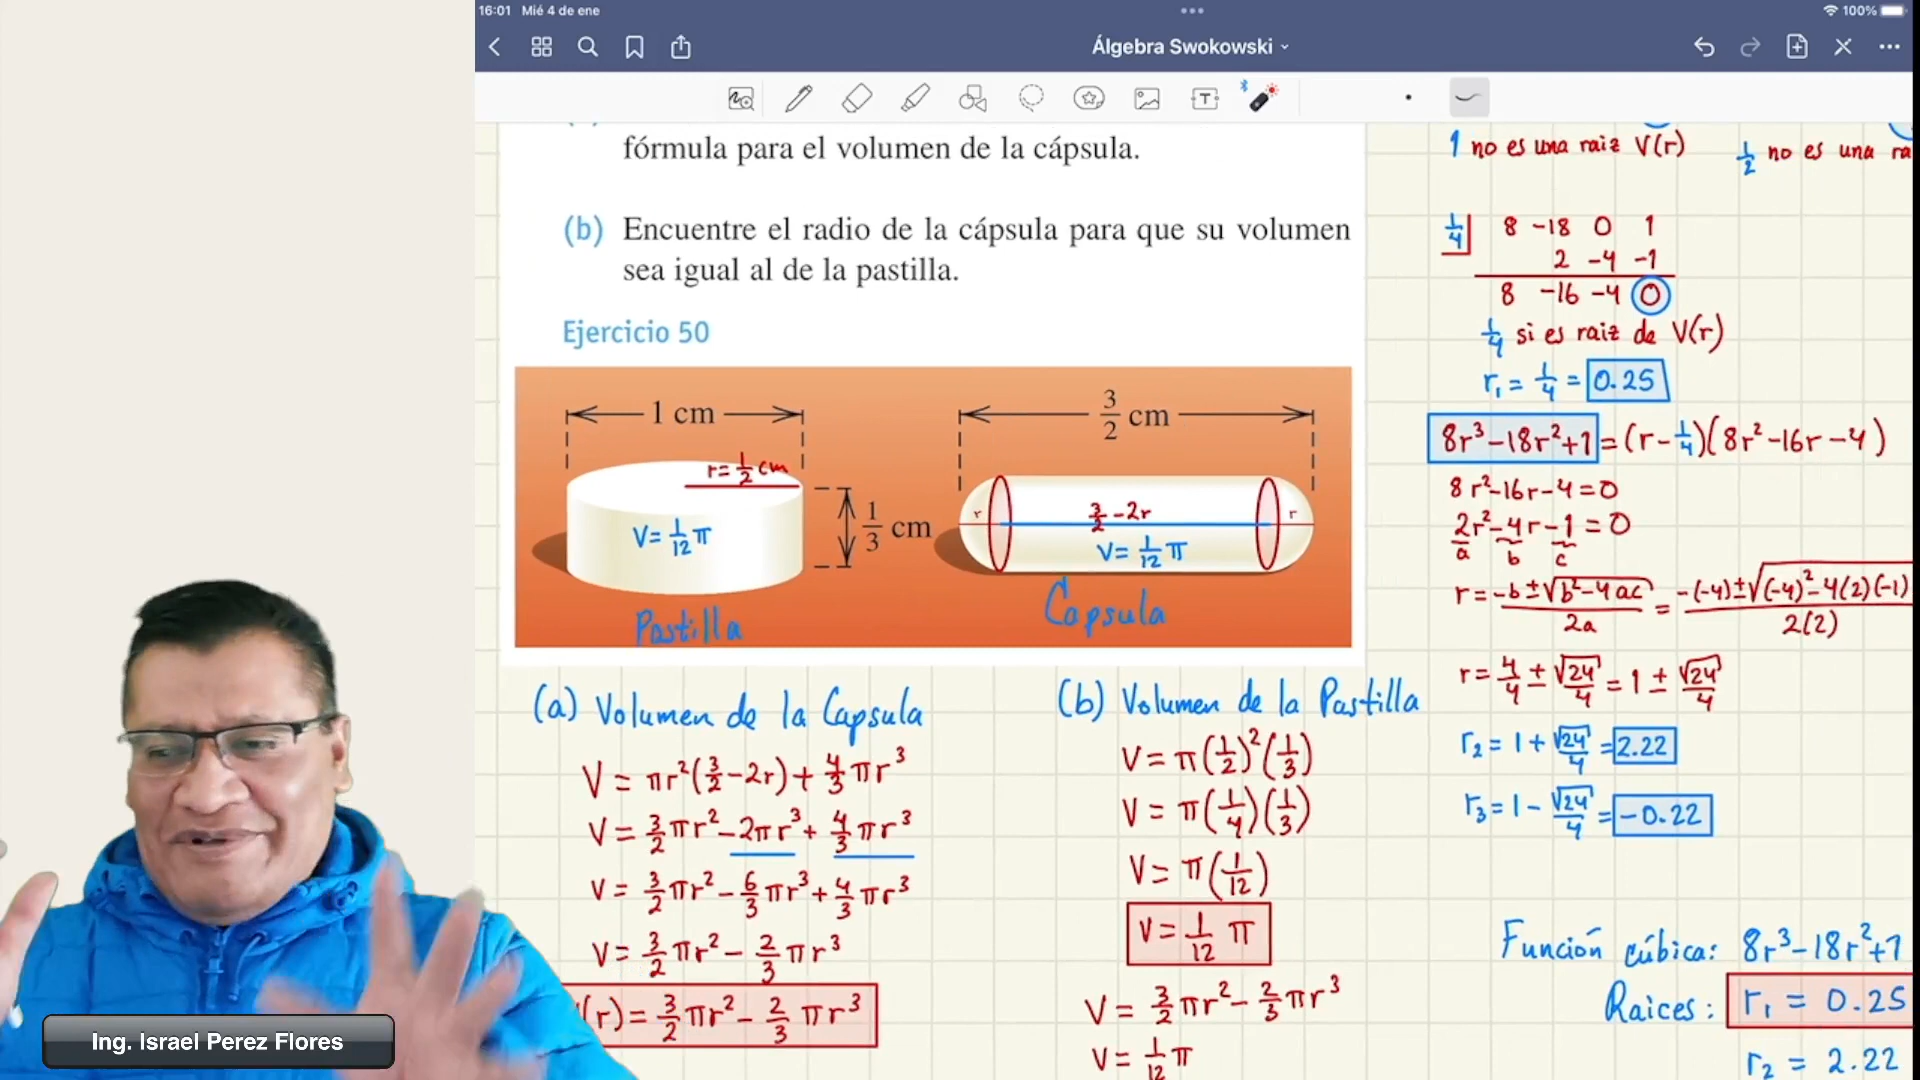 16:01 Mié 4 de ene
100%
Álgebra Swokowski
fórmula para el volumen de la cápsula.
(b) Encuentre el radio de la cápsula para que su volumen
sea igual al de la pastilla.
Ejercicio 50
1 cm
3/2 cm
r = 1/2 cm
V = 1/12 π
1/3 cm
r
3/2 - 2r
r
V = 1/12 π
Pastilla
Capsula
(a) Volumen de la Capsula
V = πr²(3/2 - 2r) + 4/3 πr³
V = 3/2 πr² - 2πr³ + 4/3 πr³
V = 3/2 πr² - 6/3 πr³ + 4/3 πr³
V = 3/2 πr² - 2/3 πr³
(r) = 3/2 πr² - 2/3 πr³
(b) Volumen de la Pastilla
V = π(1/2)²(1/3)
V = π(1/4)(1/3)
V = π(1/12)
V = 1/12 π
V = 3/2 πr² - 2/3 πr³
V = 1/12 π
1 no es una raiz V(r)
1/2 no es una ra
1/4 8 -18 0 1
2 -4 -1
8 -16 -4 0
1/4 si es raiz de V(r)
r₁ = 1/4 = 0.25
8r³ - 18r² + 1 = (r - 1/4)(8r² - 16r - 4)
8r² - 16r - 4 = 0
2r² - 4r - 1 = 0
a b c
r = -b ± √b² - 4ac / 2a = -(-4) ± √(-4)² - 4(2)(-1) / 2(2)
r = 4/4 ± √24/4 = 1 ± √24/4
r₂ = 1 + √24/4 = 2.22
r₃ = 1 - √24/4 = -0.22
Función cúbica: 8r³ - 18r² + 1
Raices: r₁ = 0.25
r₂ = 2.22
Ing. Israel Perez Flores